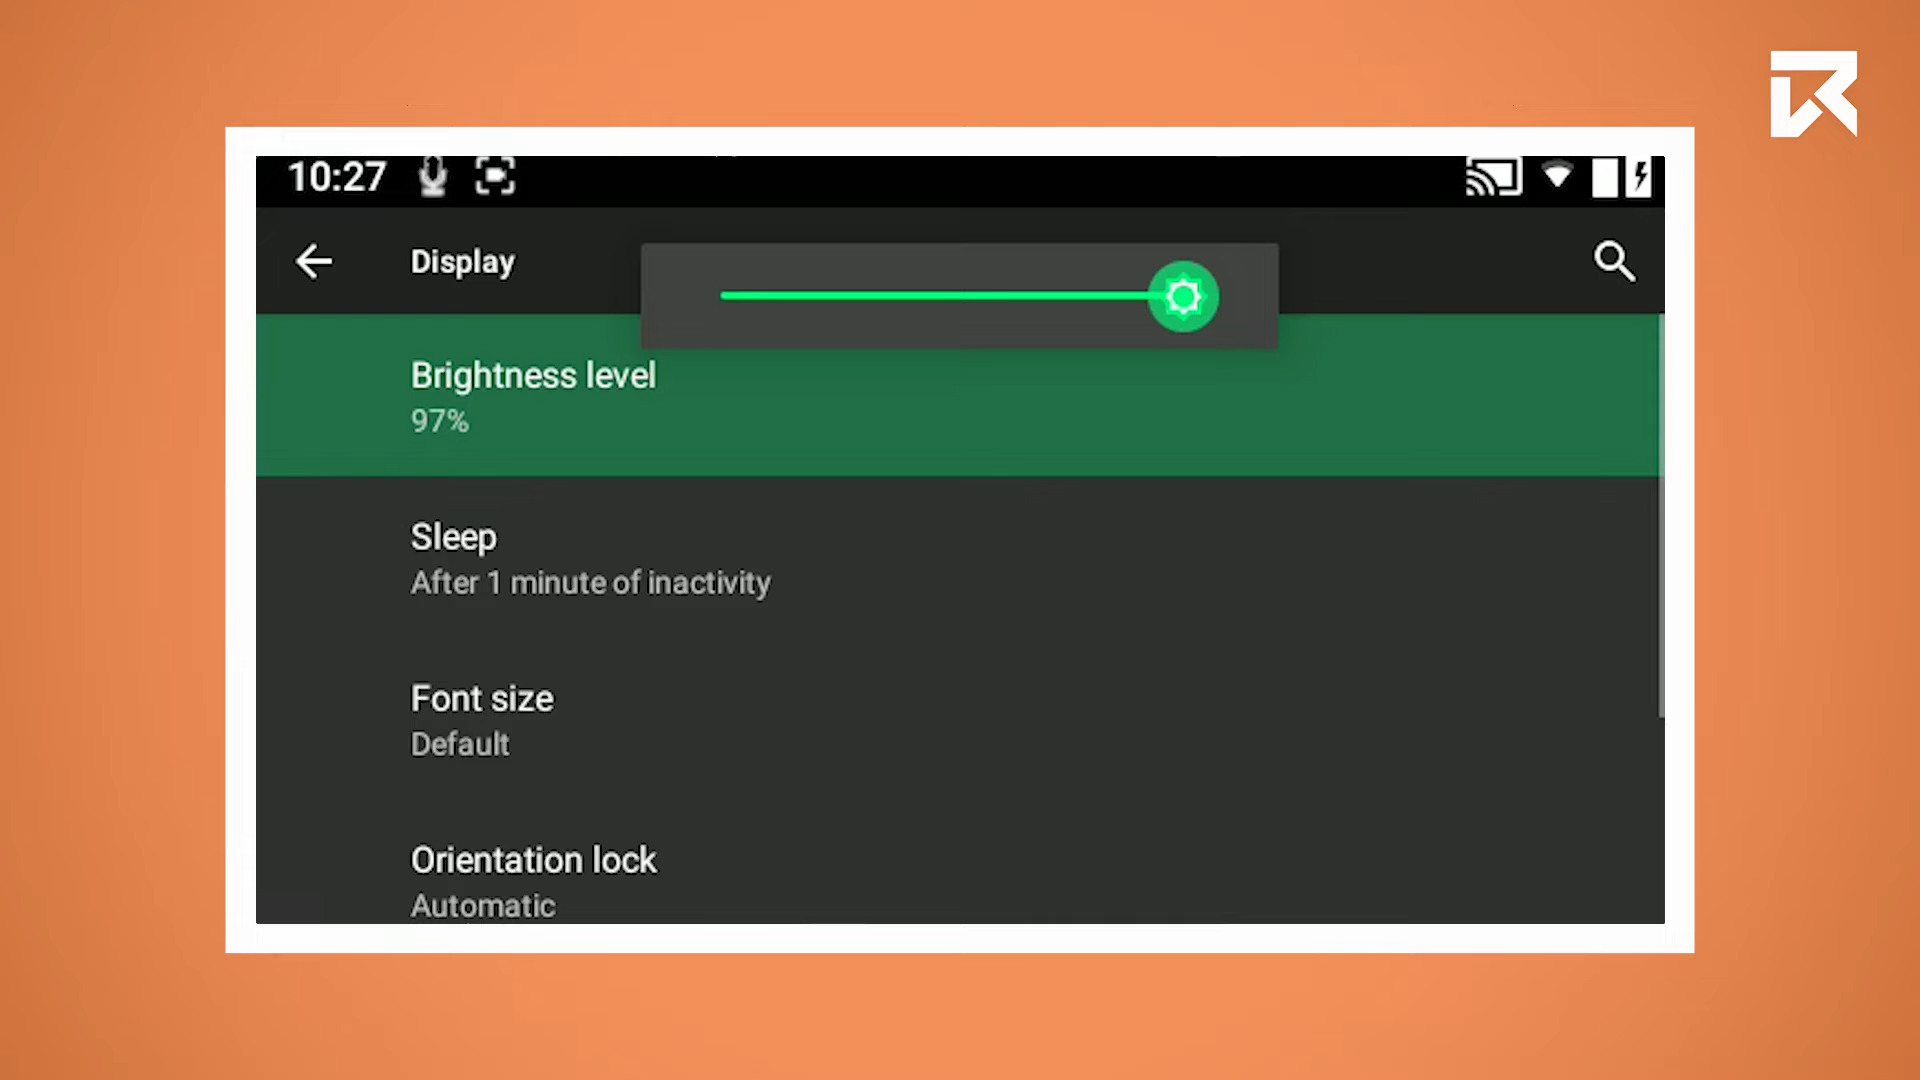 10:27
Display
Brightness level
97%
Sleep
After 1 minute of inactivity
Font size
Default
Orientation lock
Automatic